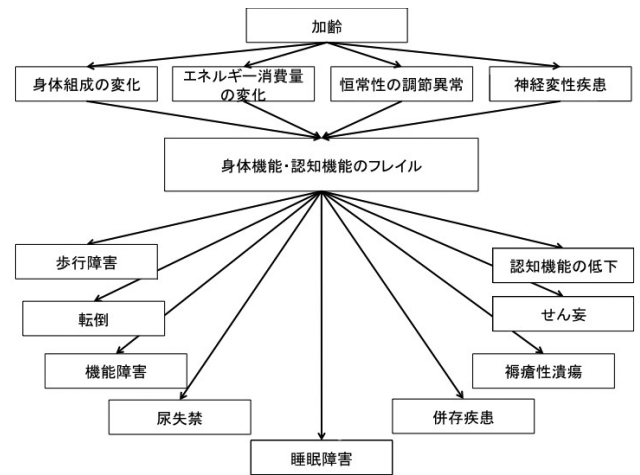 加齢
身体組成の変化
エネルギー消費量
の変化
恒常性の調節異常
神経変性疾患
身体機能・認知機能のフレイル
歩行障害
認知機能の低下
転倒
せん妄
機能障害
褥瘡性潰瘍
尿失禁
併存疾患
睡眠障害